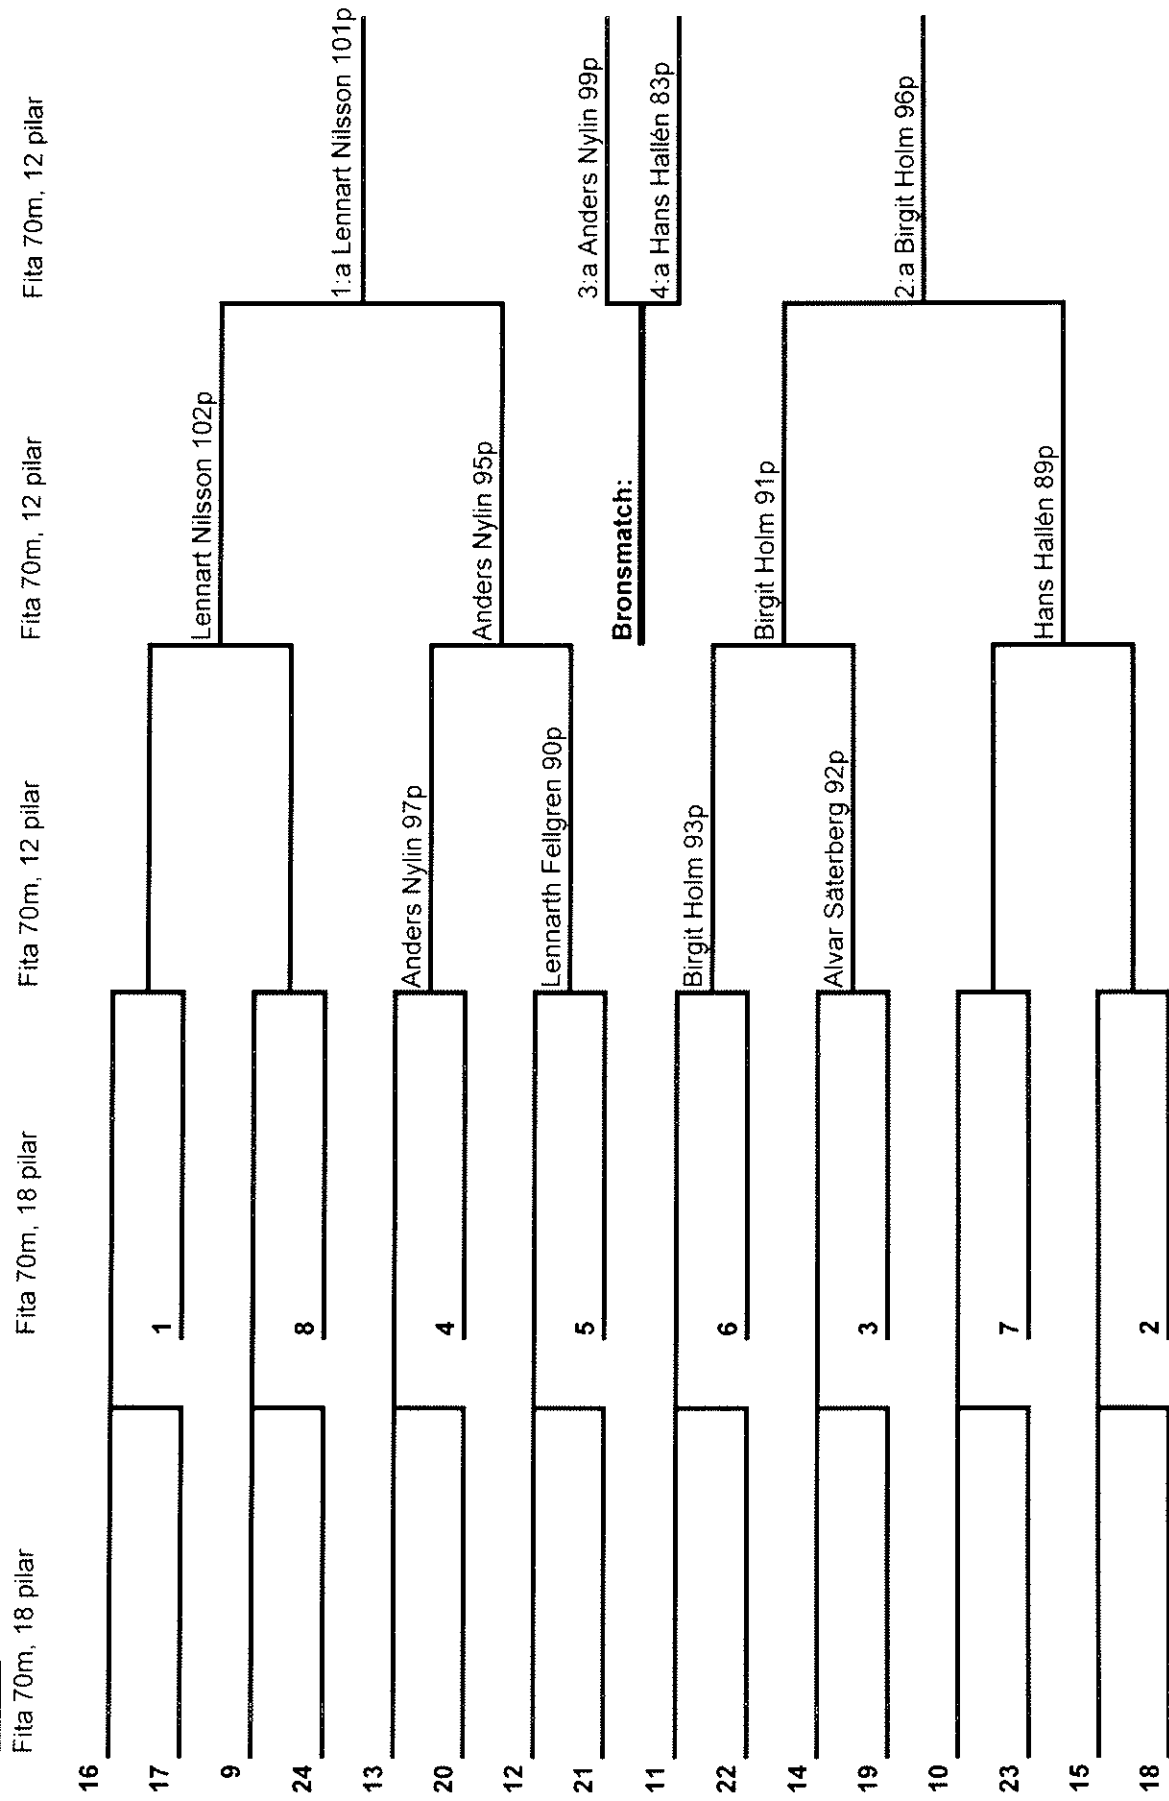 Fita 70m, 18 pilar
Fita 70m, 18 pilar
Fita 70m, 12 pilar
Fita 70m, 12 pilar
Fita 70m, 12 pilar
16
17
9
24
13
20
12
21
11
22
14
19
10
23
15
18
1
8
4
5
6
3
7
2
Anders Nylin 97p
Lennarth Fellgren 90p
Birgit Holm 93p
Alvar Säterberg 92p
Lennart Nilsson 102p
Anders Nylin 95p
Bronsmatch:
Birgit Holm 91p
Hans Hallén 89p
1:a Lennart Nilsson 101p
3:a Anders Nylin 99p
4:a Hans Hallén 83p
2:a Birgit Holm 96p